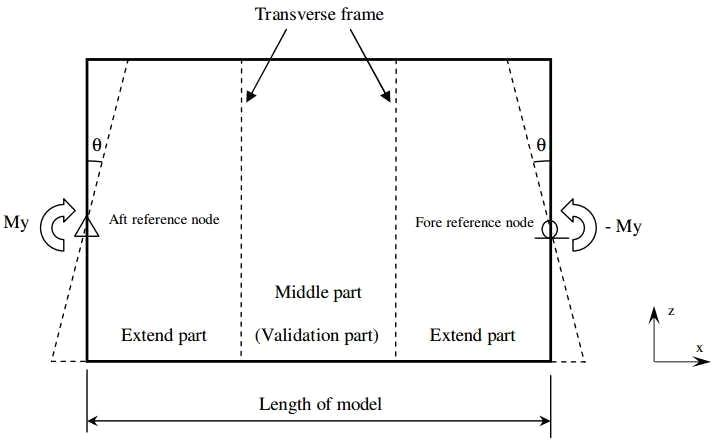 Transverse frame
θ
θ
My
Aft reference node
Fore reference node
- My
Middle part
Extend part
(Validation part)
Extend part
z
x
Length of model